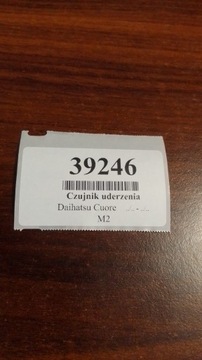 39246
Czujnik uderzenia
Daihatsu Cuore
M2